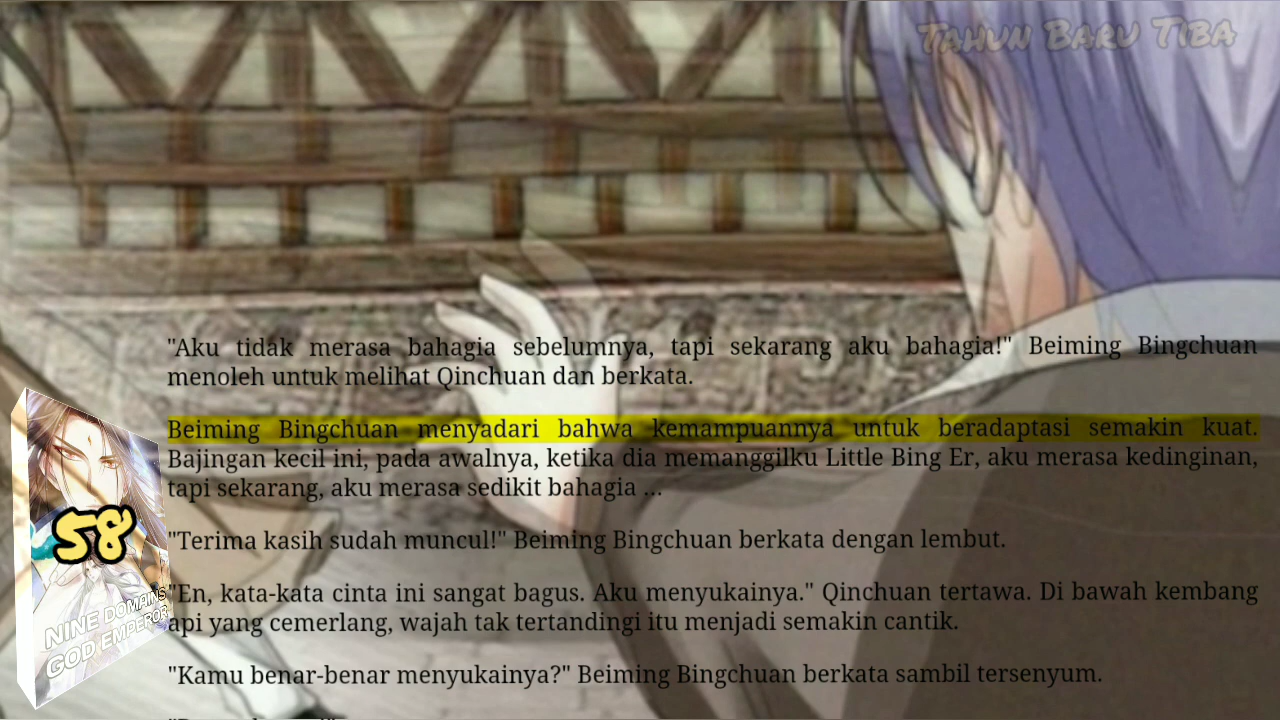 Tahun Baru Tiba
"Aku tidak merasa bahagia sebelumnya, tapi sekarang aku bahagia!" Beiming Bingchuan
menoleh untuk melihat Qinchuan dan berkata.
Beiming Bingchuan menyadari bahwa kemampuannya untuk beradaptasi semakin kuat.
Bajingan kecil ini, pada awalnya, ketika dia memanggilku Little Bing Er, aku merasa kedinginan,
tapi sekarang, aku merasa sedikit bahagia ...
"Terima kasih sudah muncul!" Beiming Bingchuan berkata dengan lembut.
"En, kata-kata cinta ini sangat bagus. Aku menyukainya." Qinchuan tertawa. Di bawah kembang
api yang cemerlang, wajah tak tertandingi itu menjadi semakin cantik.
"Kamu benar-benar menyukainya?" Beiming Bingchuan berkata sambil tersenyum.
58
NINE DOMAINS
GOD EMPEROR